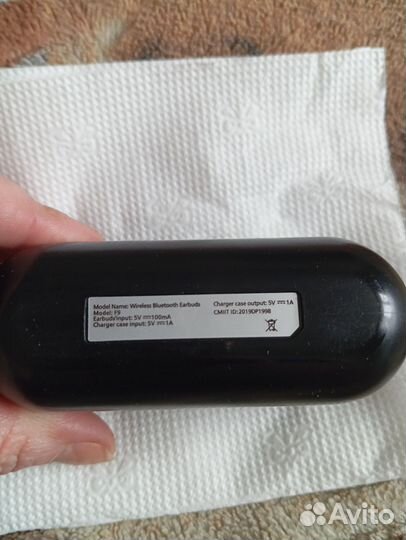 Model Name: Wireless Bluetooth Earbuds
Model: F9
Earbuds input: 5V⎓100mA
Charger case input: 5V⎓1A
Charger case output: 5V⎓1A
CMIIT ID:2019DP1998
Avito